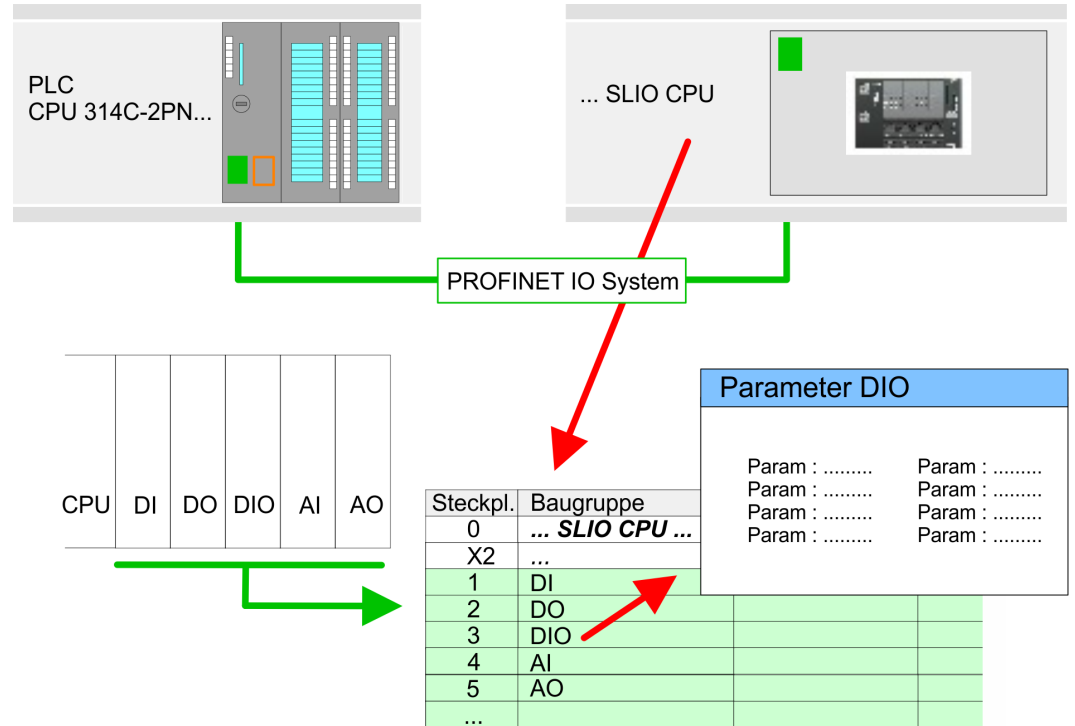 PLC
CPU 314C-2PN...
... SLIO CPU
PROFINET IO System
CPU DI DO DIO AI AO
Parameter DIO
Param : ......... Param : .........
Param : ......... Param : .........
Param : ......... Param : .........
Param : ......... Param : .........
Steckpl. Baugruppe
0 ... SLIO CPU ...
X2 ...
1 DI
2 DO
3 DIO
4 AI
5 AO
...